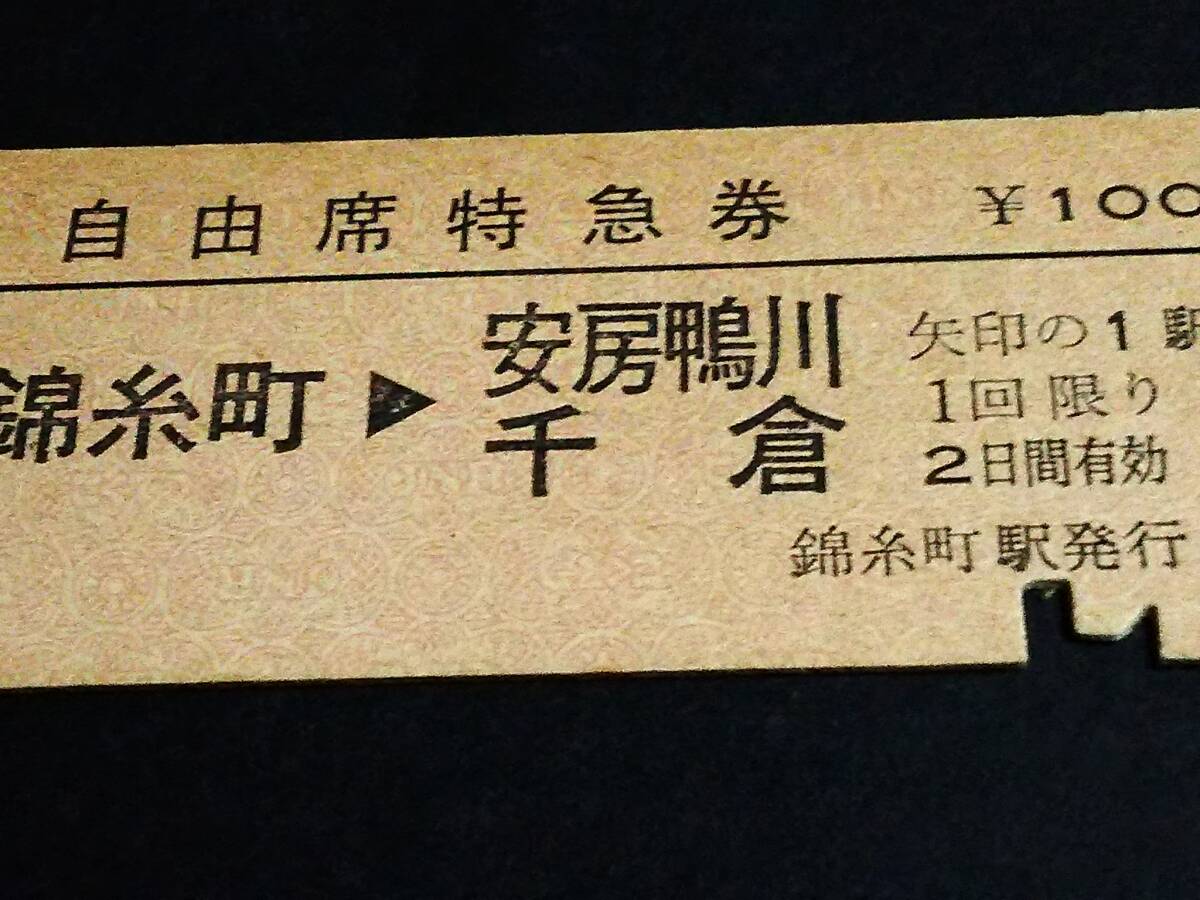 自由席特急券 ¥100
錦糸町▶安房鴨川
千倉
矢印の1駅
1回限り
2日間有効
錦糸町駅発行